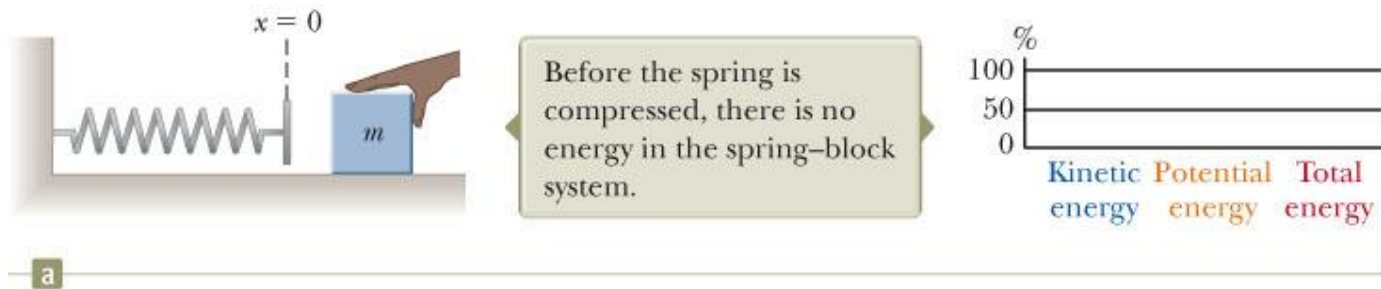 x = 0
m
Before the spring is
compressed, there is no
energy in the spring–block
system.
%
100
50
0
Kinetic Potential Total
energy energy energy
a